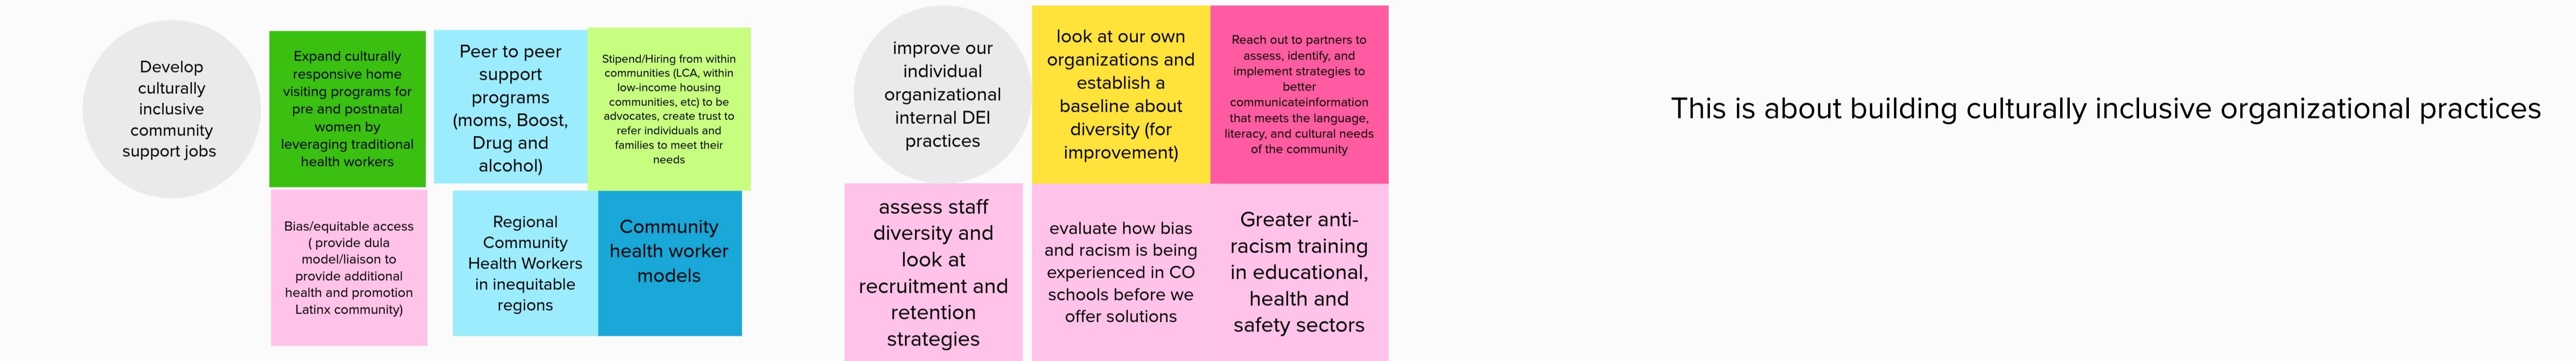 Develop
culturally
inclusive
community
support jobs
Expand culturally
responsive home
visiting programs for
pre and postnatal
women by
leveraging traditional
health workers
Peer to peer
support
programs
(moms, Boost,
Drug and
alcohol)
Stipend/Hiring from within
communities (LCA, within
low-income housing
communities, etc) to be
advocates, create trust to
refer individuals and
families to meet their
needs
Bias/equitable access
( provide dula
model/liaison to
provide additional
health and promotion
Latinx community)
Regional
Community
Health Workers
in inequitable
regions
Community
health worker
models
improve our
individual
organizational
internal DEI
practices
look at our own
organizations and
establish a
baseline about
diversity (for
improvement)
Reach out to partners to
assess, identify, and
implement strategies to
better
communicateinformation
that meets the language,
literacy, and cultural needs
of the community
assess staff
diversity and
look at
recruitment and
retention
strategies
evaluate how bias
and racism is being
experienced in CO
schools before we
offer solutions
Greater anti-
racism training
in educational,
health and
safety sectors
This is about building culturally inclusive organizational practices